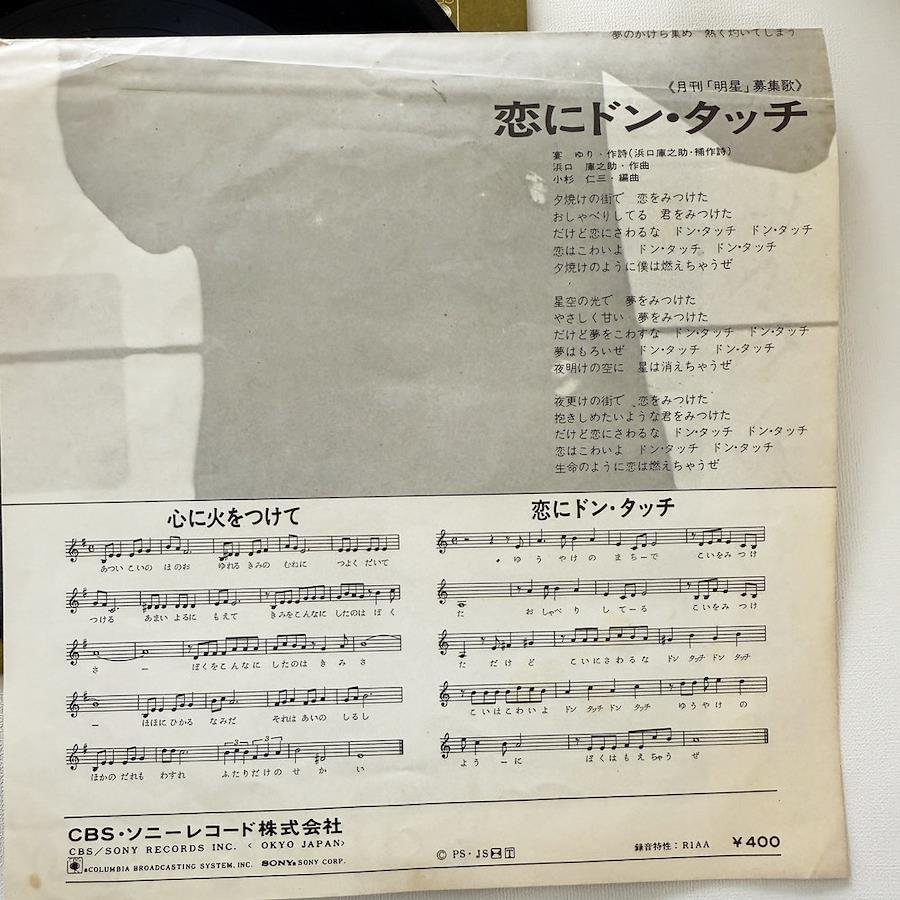 夢のかけら集め　熱く灼いてしまう
《月刊「明星」募集歌》
恋にドン・タッチ
宴　ゆり・作詩（浜口庫之助・補作詩）
浜口　庫之助・作曲
小杉　仁三・編曲
夕焼けの街で　恋をみつけた
おしゃべりしてる　君をみつけた
だけど恋にさわるな　ドン・タッチ　ドン・タッチ
恋はこわいよ　ドン・タッチ　ドン・タッチ
夕焼けのように僕は燃えちゃうぜ
星空の光で　夢をみつけた
やさしく甘い　夢をみつけた
だけど夢をこわすな　ドン・タッチ　ドン・タッチ
夢はもろいぜ　ドン・タッチ　ドン・タッチ
夜明けの空に　星は消えちゃうぜ
夜更けの街で　恋をみつけた
抱きしめたいような君をみつけた
だけど恋にさわるな　ドン・タッチ　ドン・タッチ
恋はこわいよ　ドン・タッチ　ドン・タッチ
生命のように恋は燃えちゃうぜ
心に火をつけて
あつい こいの ほのお ゆれる きみの むねに つよく だいて
つける あまい よるに もえて きみをこんなに したのは ぼく
さ ー ぼくをこんなに したのは きみさ
ー ほほに ひかる なみだ それは あいの しるし
ほかの だれも わすれ ふたりだけの せ か い
恋にドン・タッチ
ゆ う や け の ま ち ー で こ い を み つ け
た お しゃ べ り し て ー る こ い を み つ け
た だ け ど こ い に さ わ る な ドン タッチ ドン タッチ
こ い は こ わ い よ ドン タッチ ドン タッチ ゆ う や け の
よ う ー に ぼ く は も え ちゃ う ぜ
CBS・ソニーレコード株式会社
CBS/SONY RECORDS INC. < OKYO JAPAN>
COLUMBIA BROADCASTING SYSTEM, INC. SONY: SONY CORP.
© PS・JS T
録音特性：RIAA
¥400